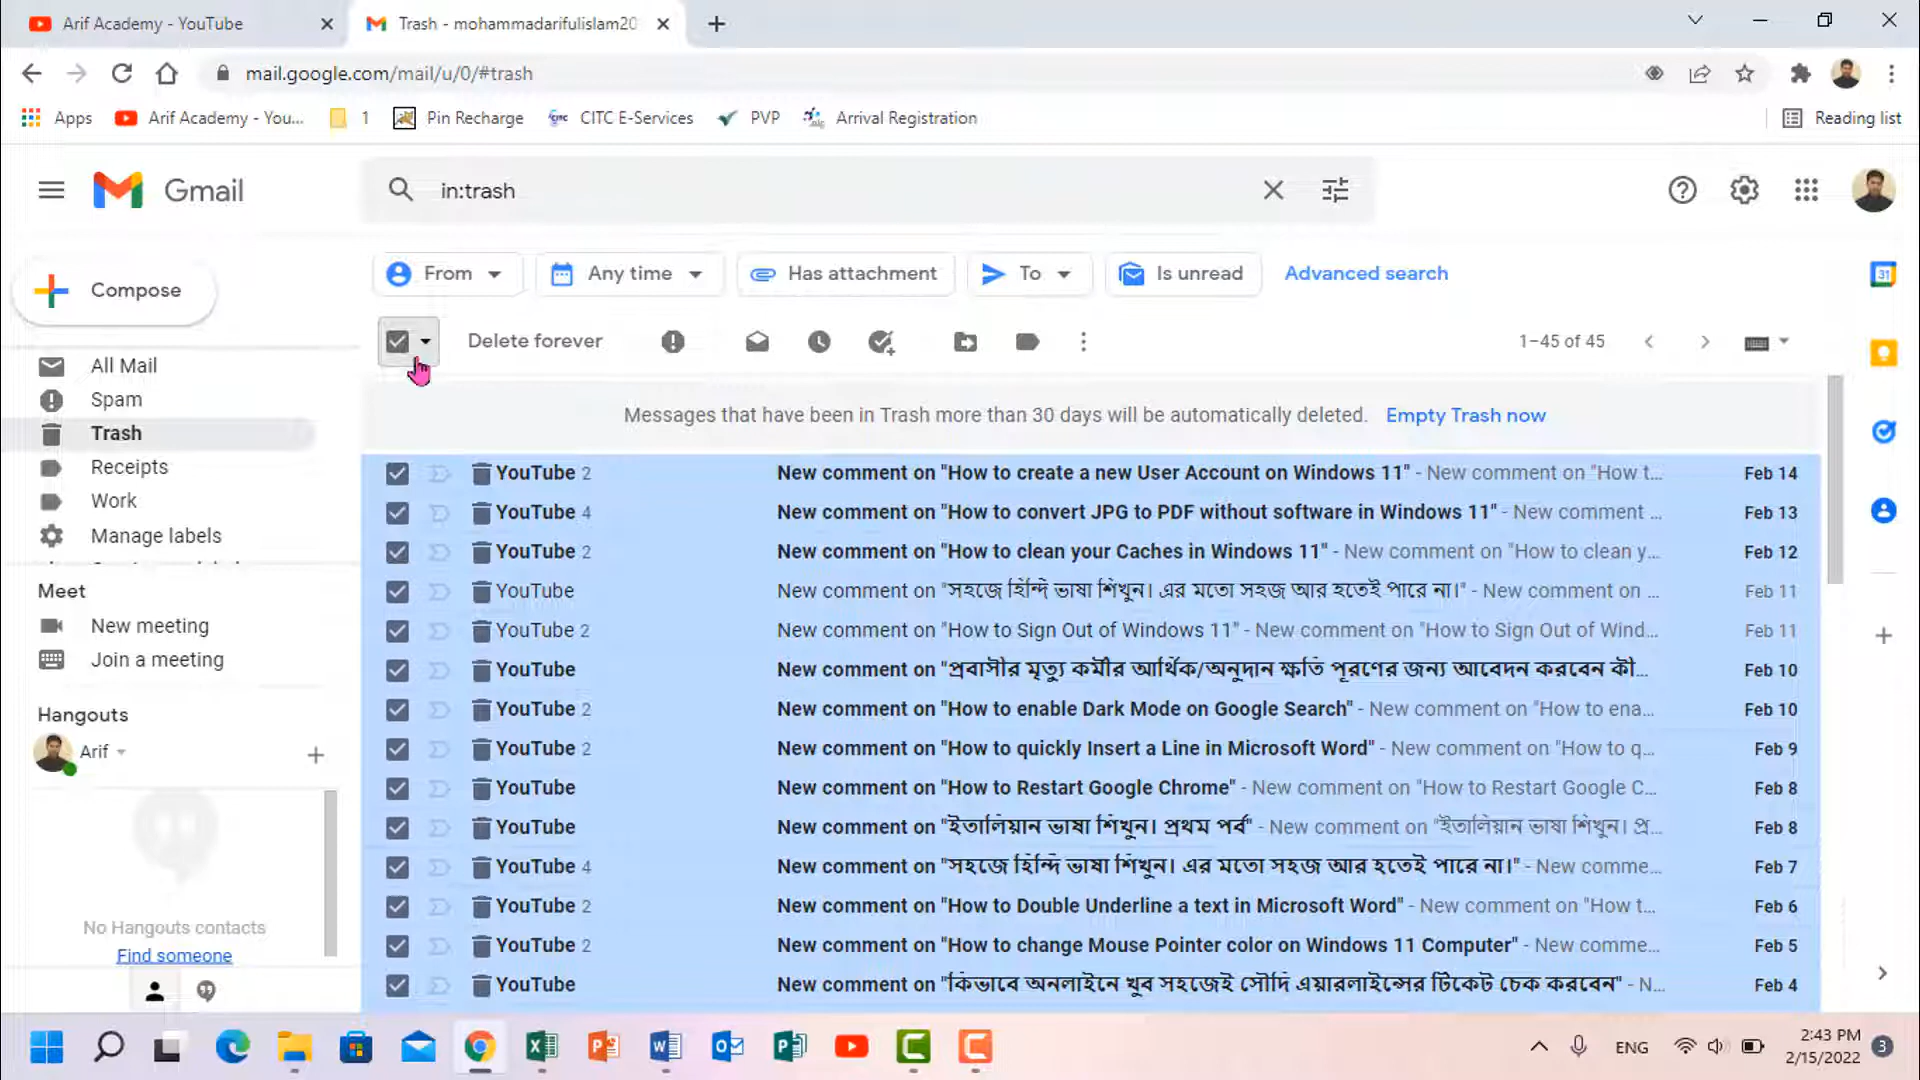 Arif Academy - YouTube
Trash - mohammadarifulislam20
mail.google.com/mail/u/0/#trash
Apps
Arif Academy - You...
1
Pin Recharge
CITC E-Services
PVP
Arrival Registration
Reading list
Gmail
in:trash
Compose
From
Any time
Has attachment
To
Is unread
Advanced search
31
Delete forever
1–45 of 45
All Mail
Spam
Trash
Receipts
Work
Manage labels
Meet
New meeting
Join a meeting
Hangouts
Arif
No Hangouts contacts
Find someone
Messages that have been in Trash more than 30 days will be automatically deleted. Empty Trash now
YouTube 2 New comment on "How to create a new User Account on Windows 11" - New comment on "How t... Feb 14
YouTube 4 New comment on "How to convert JPG to PDF without software in Windows 11" - New comment ... Feb 13
YouTube 2 New comment on "How to clean your Caches in Windows 11" - New comment on "How to clean y... Feb 12
YouTube New comment on "সহজে হিন্দি ভাষা শিখুন। এর মতো সহজ আর হতেই পারে না।" - New comment on ... Feb 11
YouTube 2 New comment on "How to Sign Out of Windows 11" - New comment on "How to Sign Out of Wind... Feb 11
YouTube New comment on "প্রবাসীর মৃত্যু কর্মীর আর্থিক/অনুদান ক্ষতি পূরণের জন্য আবেদন করবেন কী... Feb 10
YouTube 2 New comment on "How to enable Dark Mode on Google Search" - New comment on "How to ena... Feb 10
YouTube 2 New comment on "How to quickly Insert a Line in Microsoft Word" - New comment on "How to q... Feb 9
YouTube New comment on "How to Restart Google Chrome" - New comment on "How to Restart Google C... Feb 8
YouTube New comment on "ইতালিয়ান ভাষা শিখুন। প্রথম পর্ব" - New comment on "ইতালিয়ান ভাষা শিখুন। প্র... Feb 8
YouTube 4 New comment on "সহজে হিন্দি ভাষা শিখুন। এর মতো সহজ আর হতেই পারে না।" - New comme... Feb 7
YouTube 2 New comment on "How to Double Underline a text in Microsoft Word" - New comment on "How t... Feb 6
YouTube 2 New comment on "How to change Mouse Pointer color on Windows 11 Computer" - New comme... Feb 5
YouTube New comment on "কিভাবে অনলাইনে খুব সহজেই সৌদি এয়ারলাইন্সের টিকেট চেক করবেন" - N... Feb 4
ENG
2:43 PM
2/15/2022
3